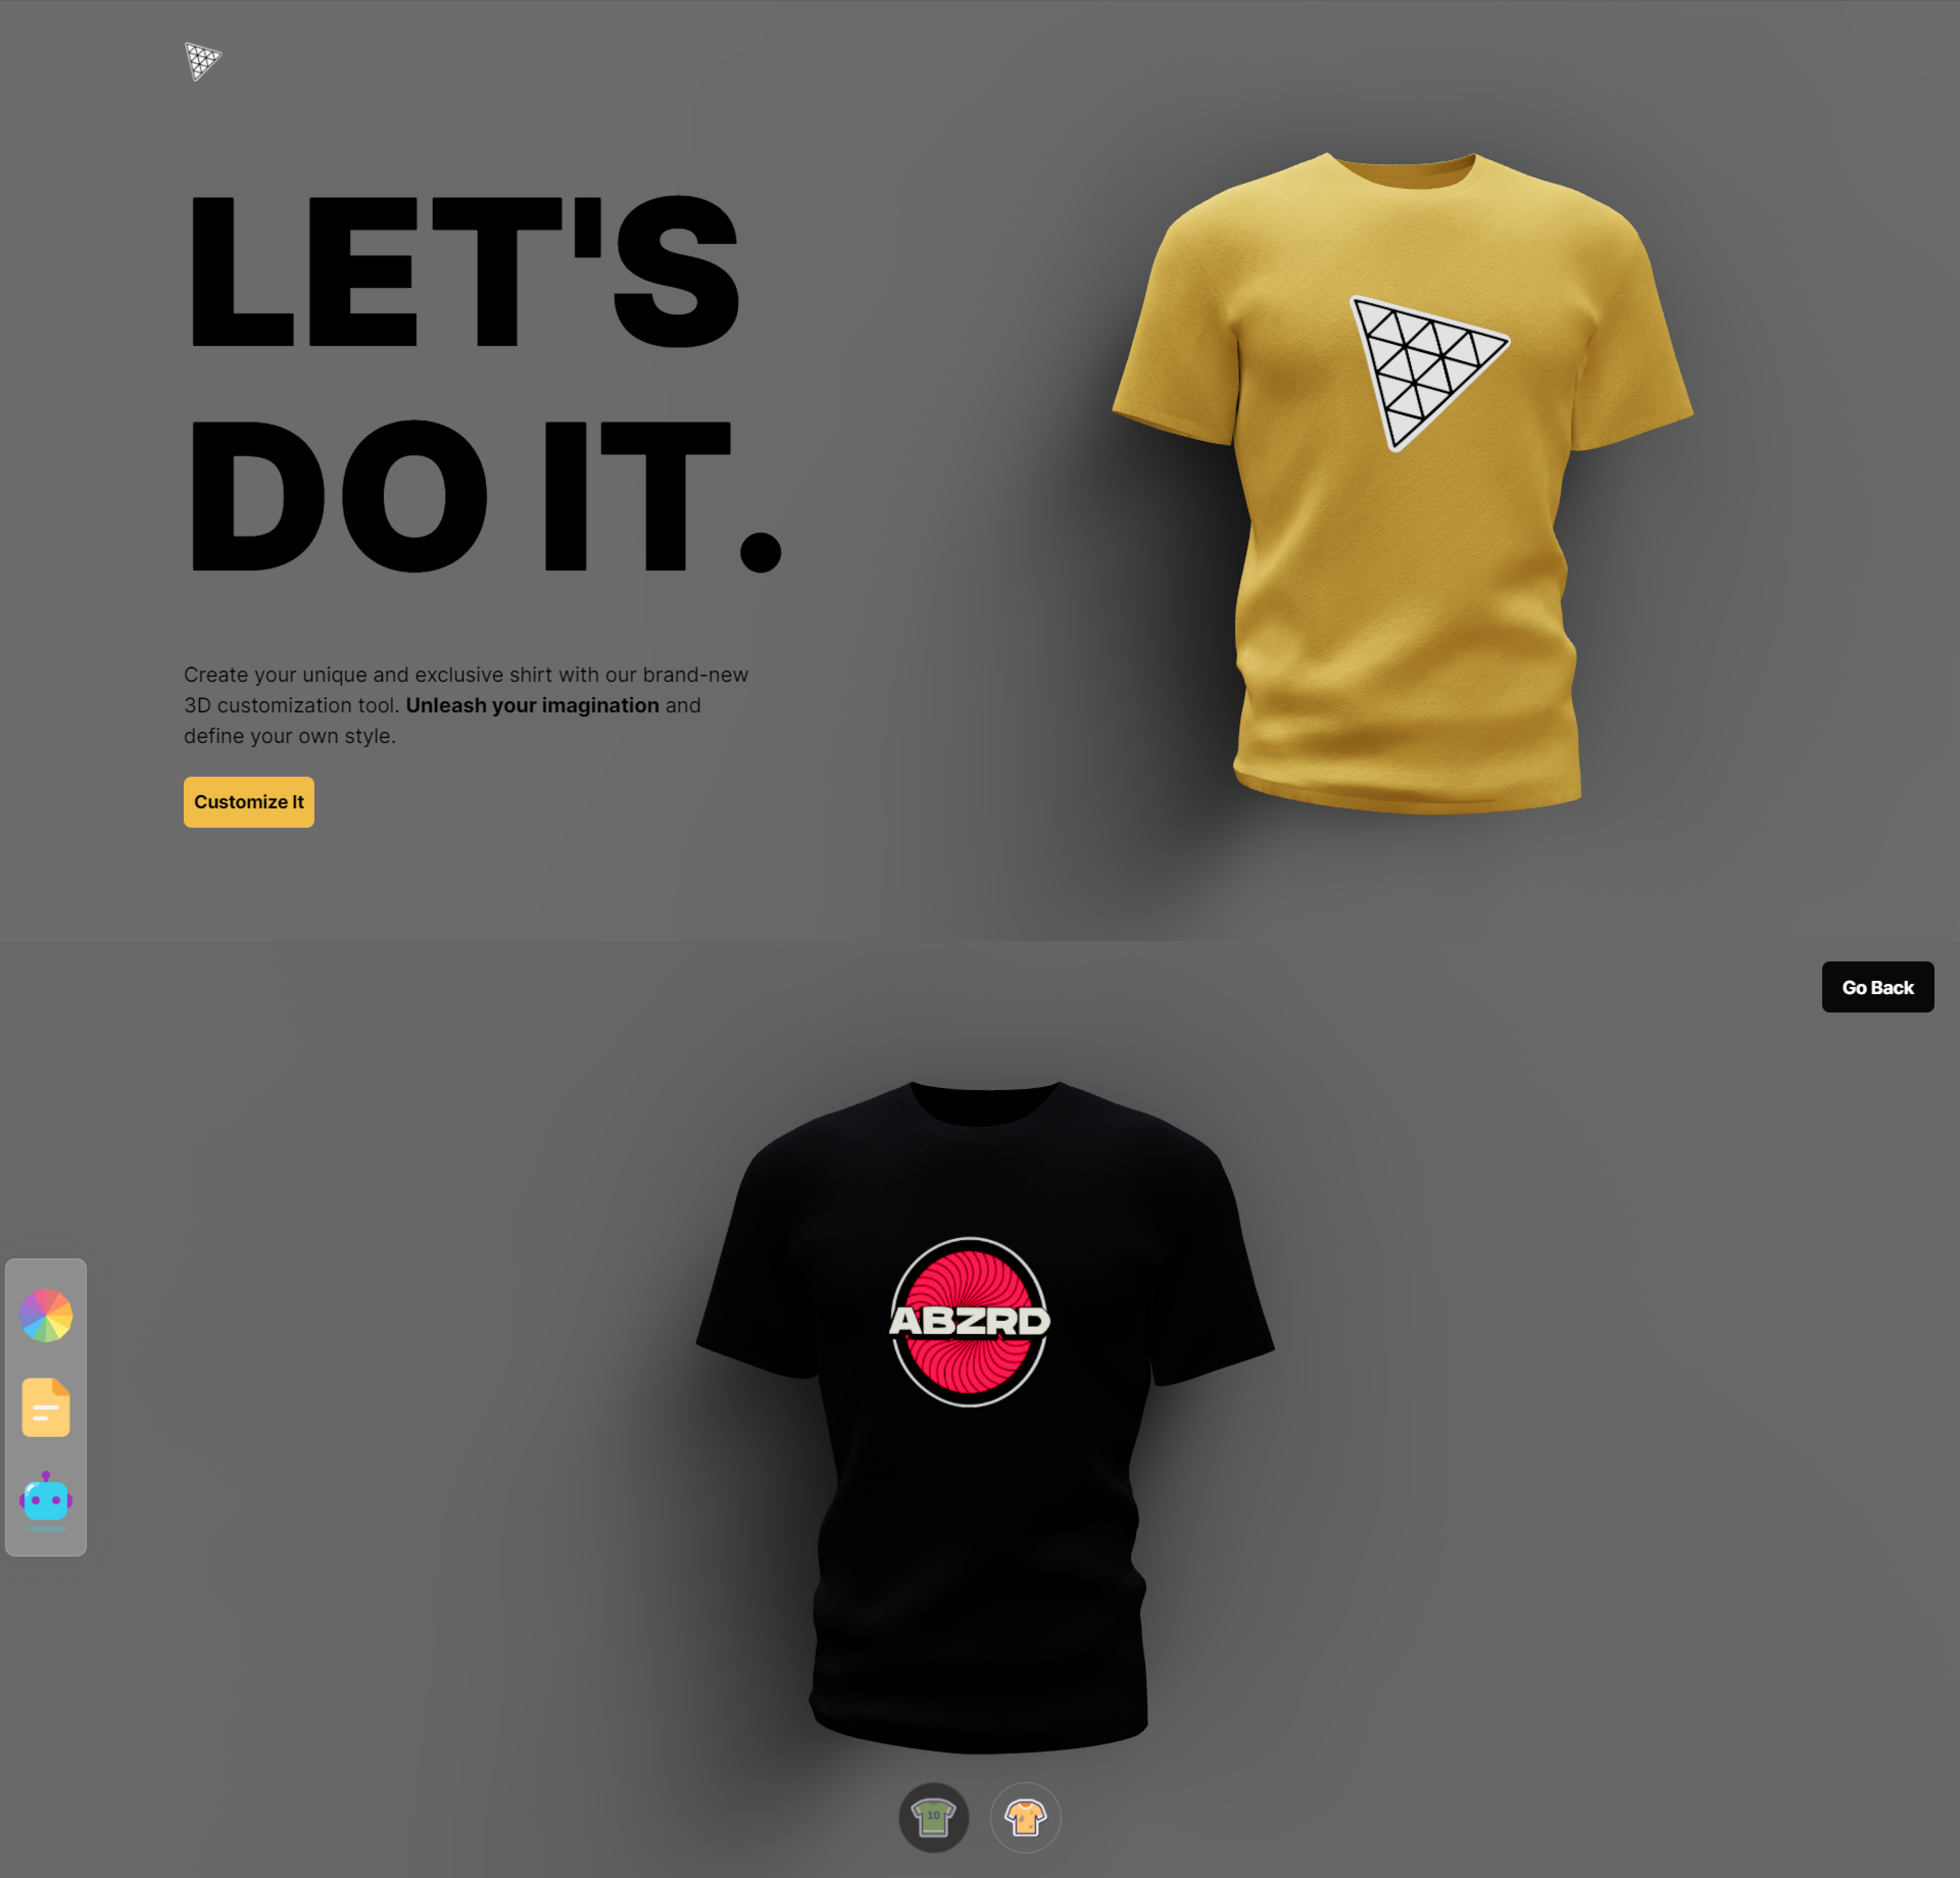 LET'S
DO IT.
Create your unique and exclusive shirt with our brand-new
3D customization tool. Unleash your imagination and
define your own style.
Customize It
Go Back
ABZRD
10